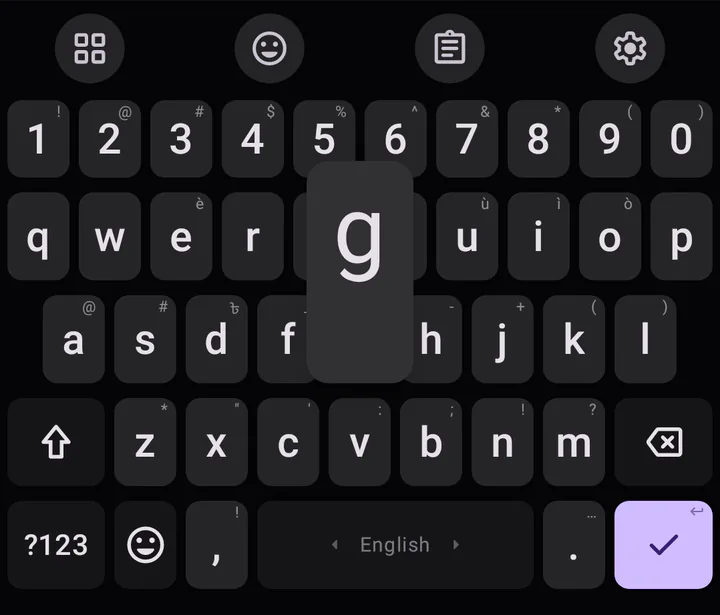 1 ! 2 @ 3 # 4 $ 5 % 6 ^ 7 & 8 * 9 ( 0 )
q w e è r u ù i ì o ò p
g
a @ s # d f h - j + k ( l )
z * x " c ' v : b ; n ! m ?
?123 , ! English . …